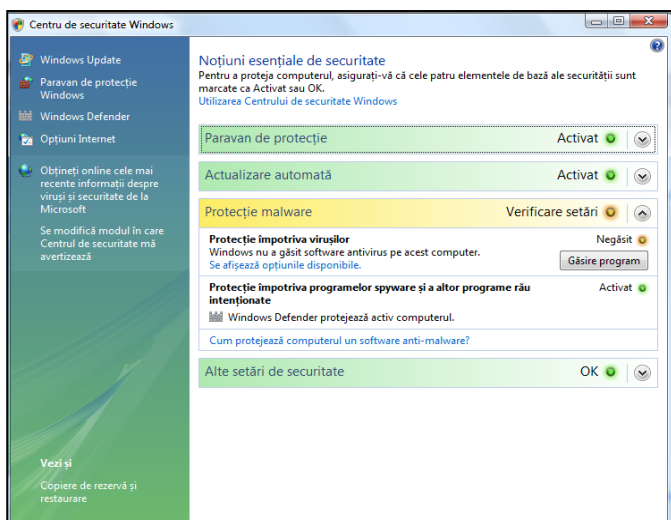 Centru de securitate Windows
Windows Update
Paravan de protecție
Windows
Windows Defender
Opțiuni Internet
Obțineți online cele mai
recente informații despre
viruși și securitate de la
Microsoft
Se modifică modul în care
Centrul de securitate mă
avertizează
Vezi și
Copiere de rezervă și
restaurare
Noțiuni esențiale de securitate
Pentru a proteja computerul, asigurați-vă că cele patru elementele de bază ale securității sunt
marcate ca Activat sau OK.
Utilizarea Centrului de securitate Windows
Paravan de protecție Activat
Actualizare automată Activat
Protecție malware Verificare setări
Protecție împotriva virușilor Negăsit
Windows nu a găsit software antivirus pe acest computer.
Se afișează opțiunile disponibile. Găsire program
Protecție împotriva programelor spyware și a altor programe rău Activat
intenționate
Windows Defender protejează activ computerul.
Cum protejează computerul un software anti-malware?
Alte setări de securitate OK